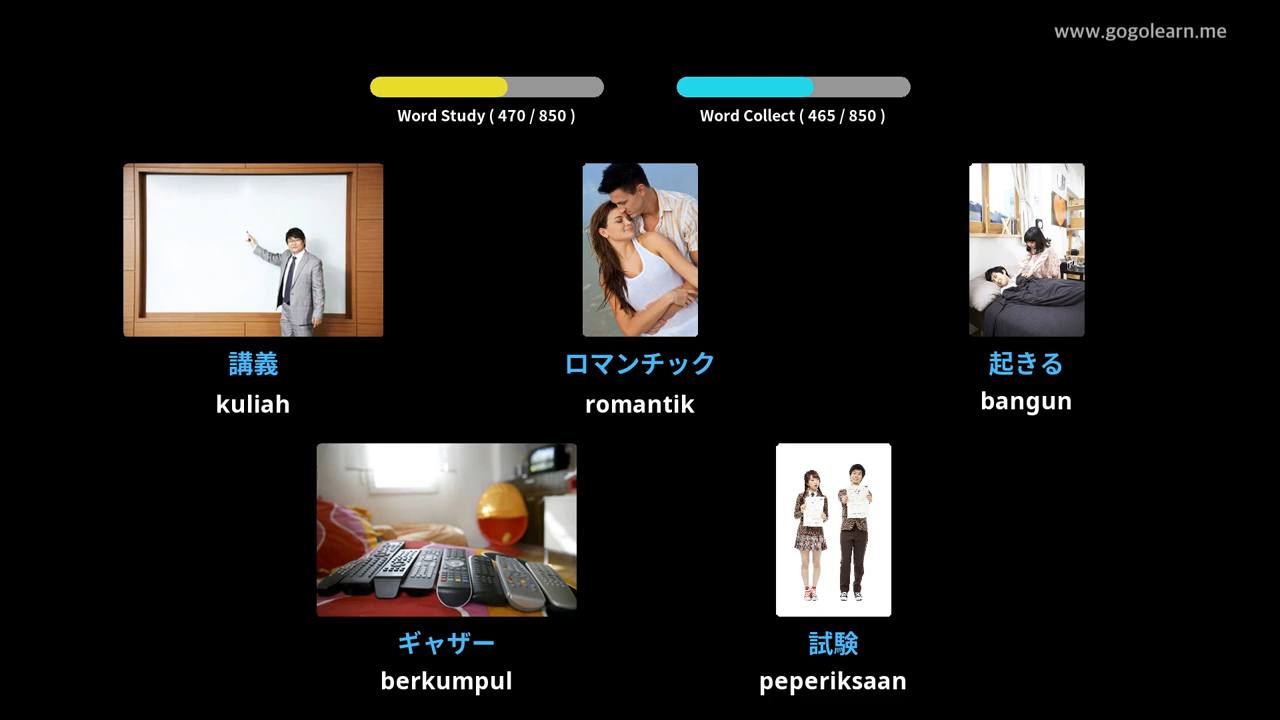 www.gogolearn.me
Word Study ( 470 / 850 )
Word Collect ( 465 / 850 )
講義
kuliah
ロマンチック
romantik
起きる
bangun
ギャザー
berkumpul
試験
peperiksaan